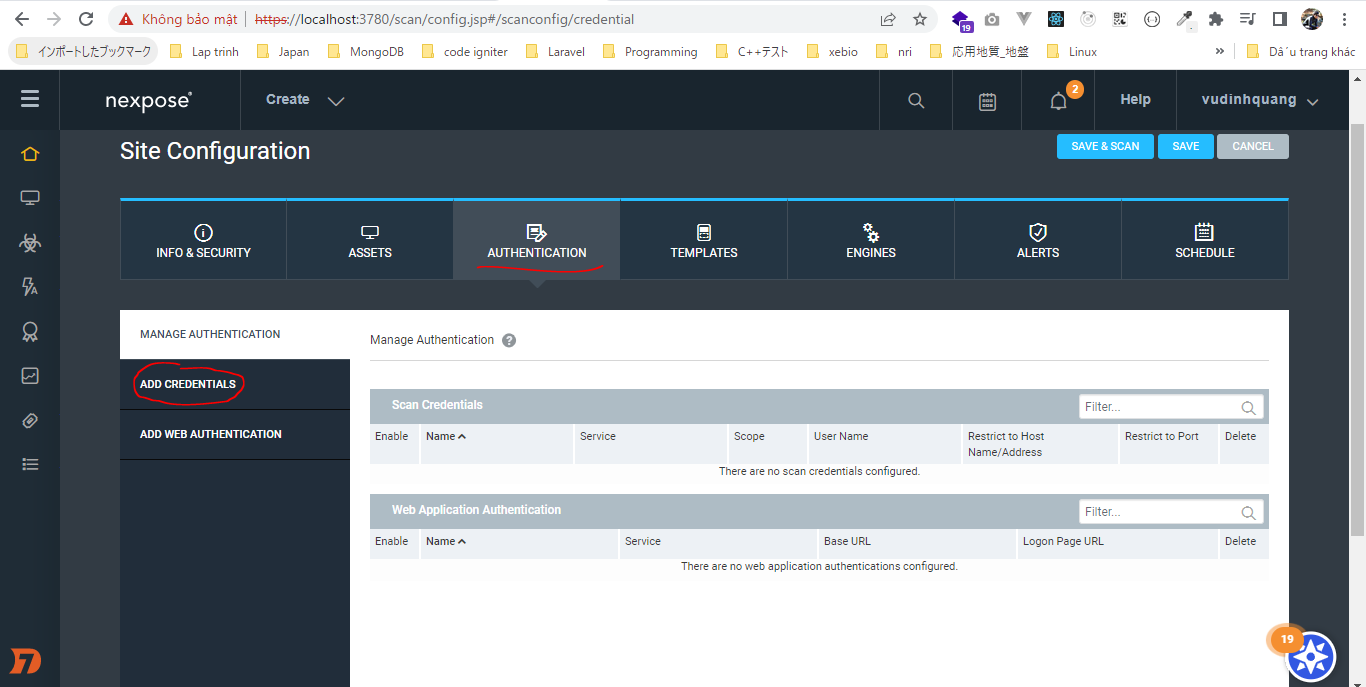 Không bảo mật https://localhost:3780/scan/config.jsp#/scanconfig/credential
19
インポートしたブックマーク Lap trinh Japan MongoDB code igniter Laravel Programming C++テスト xebio nri 応用地質_地盤 Linux » Dấu trang khác
nexpose® Create 2 Help vudinhquang
Site Configuration SAVE & SCAN SAVE CANCEL
INFO & SECURITY ASSETS AUTHENTICATION TEMPLATES ENGINES ALERTS SCHEDULE
MANAGE AUTHENTICATION
ADD CREDENTIALS
ADD WEB AUTHENTICATION
Manage Authentication ?
Scan Credentials Filter...
Enable Name Service Scope User Name Restrict to Host Name/Address Restrict to Port Delete
There are no scan credentials configured.
Web Application Authentication Filter...
Enable Name Service Base URL Logon Page URL Delete
There are no web application authentications configured.
19